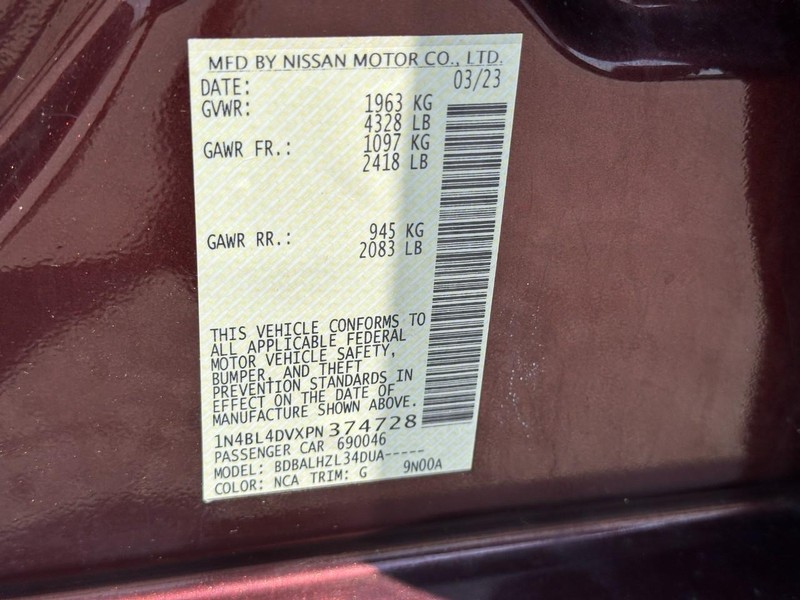 MFD BY NISSAN MOTOR CO., LTD.
DATE: 03/23
GVWR: 1963 KG
4328 LB
GAWR FR.: 1097 KG
2418 LB
GAWR RR.: 945 KG
2083 LB
THIS VEHICLE CONFORMS TO
ALL APPLICABLE FEDERAL
MOTOR VEHICLE SAFETY,
BUMPER, AND THEFT
PREVENTION STANDARDS IN
EFFECT ON THE DATE OF
MANUFACTURE SHOWN ABOVE.
1N4BL4DVXPN374728
PASSENGER CAR 690046
MODEL: BDBALHZL34DUA-----
COLOR: NCA TRIM: G 9N00A